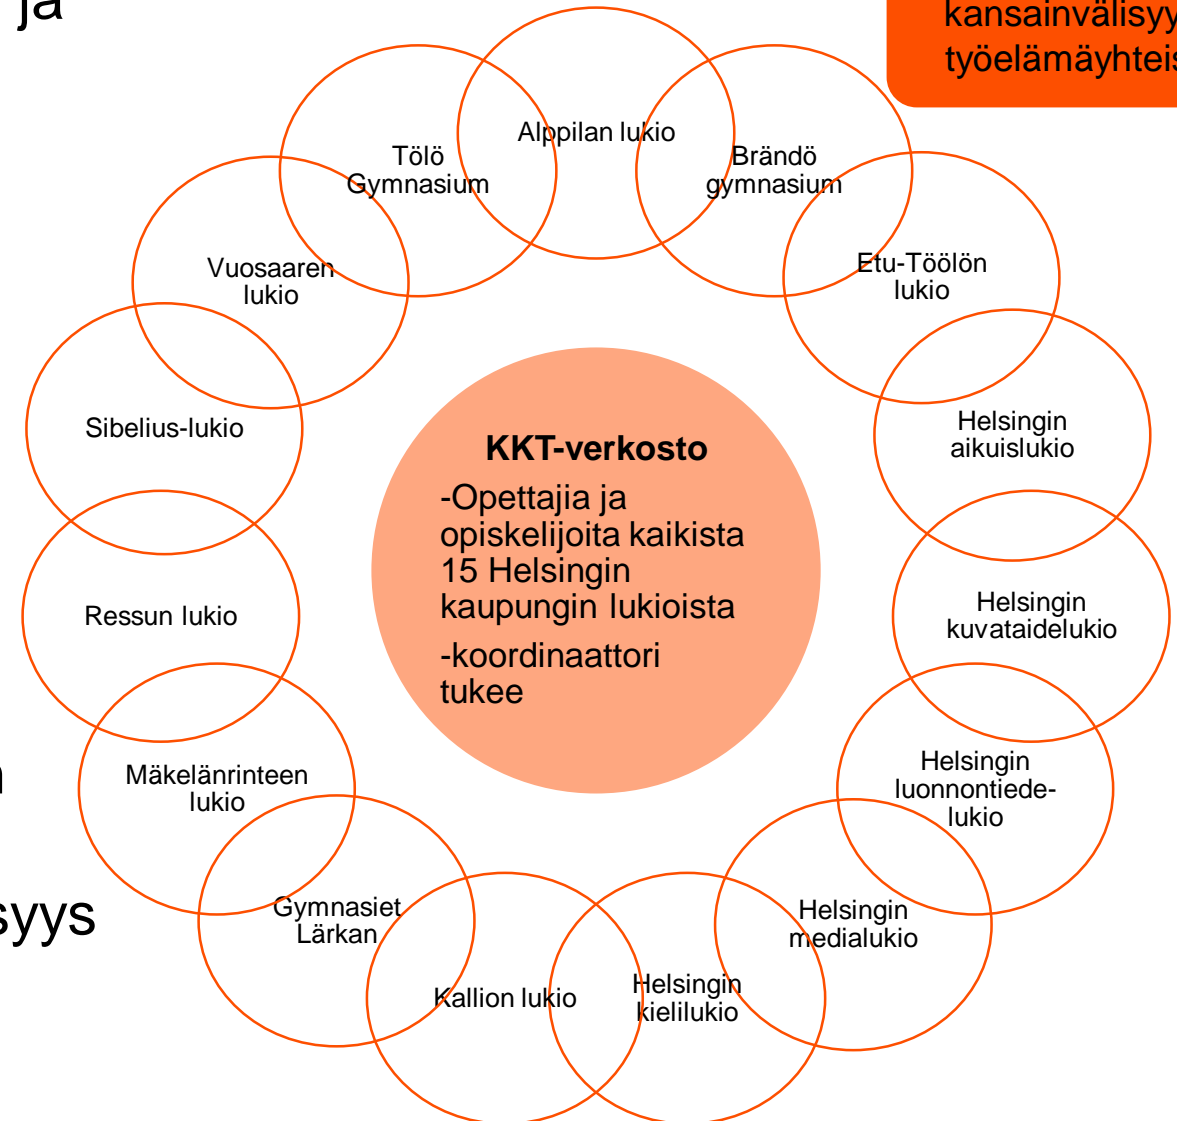 ja
kansainvälisyy
työelämäyhteis
Alppilan lukio
Brändö
gymnasium
Etu-Töölön
lukio
Helsingin
aikuislukio
Helsingin
kuvataidelukio
Helsingin
luonnontiede-
lukio
Helsingin
medialukio
Helsingin
kielilukio
Kallion lukio
Gymnasiet
Lärkan
Mäkelänrinteen
lukio
Ressun lukio
Sibelius-lukio
Vuosaaren
lukio
Tölö
Gymnasium
KKT-verkosto
-Opettajia ja
opiskelijoita kaikista
15 Helsingin
kaupungin lukioista
-koordinaattori
tukee
syys